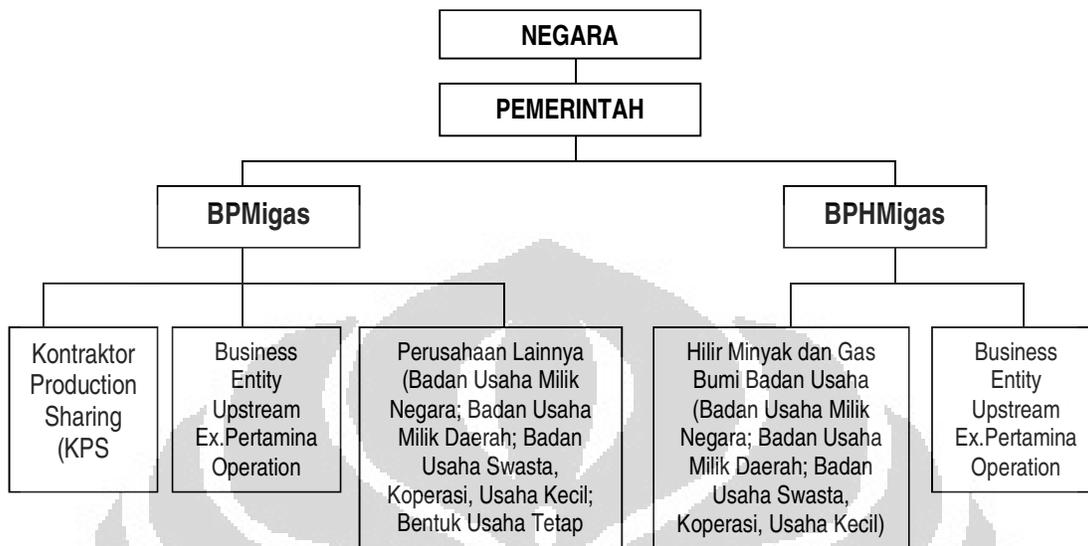 NEGARA
PEMERINTAH
BPMigas
BPHMigas
Kontraktor
Production
Sharing
(KPS
Business
Entity
Upstream
Ex.Pertamina
Operation
Perusahaan Lainnya
(Badan Usaha Milik
Negara; Badan Usaha
Milik Daerah; Badan
Usaha Swasta,
Koperasi, Usaha Kecil;
Bentuk Usaha Tetap
Hilir Minyak dan Gas
Bumi Badan Usaha
(Badan Usaha Milik
Negara; Badan Usaha
Milik Daerah; Badan
Usaha Swasta,
Koperasi, Usaha Kecil)
Business
Entity
Upstream
Ex.Pertamina
Operation